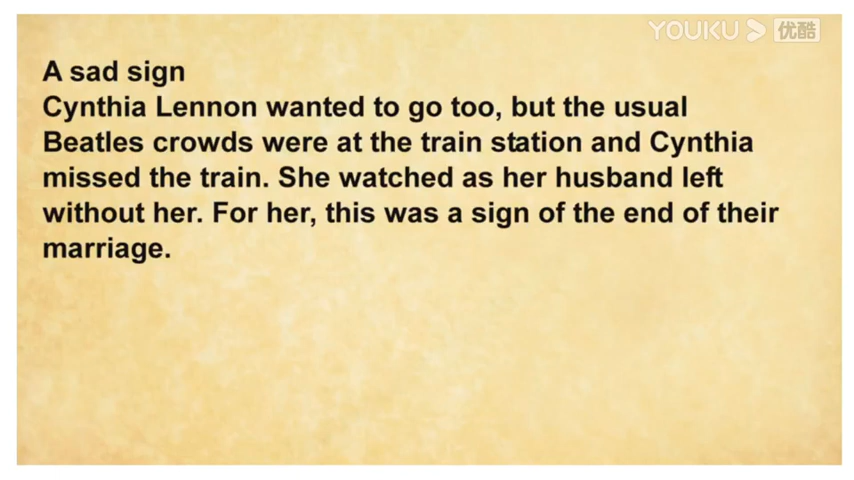 YOUKU 优酷
A sad sign
Cynthia Lennon wanted to go too, but the usual
Beatles crowds were at the train station and Cynthia
missed the train. She watched as her husband left
without her. For her, this was a sign of the end of their
marriage.